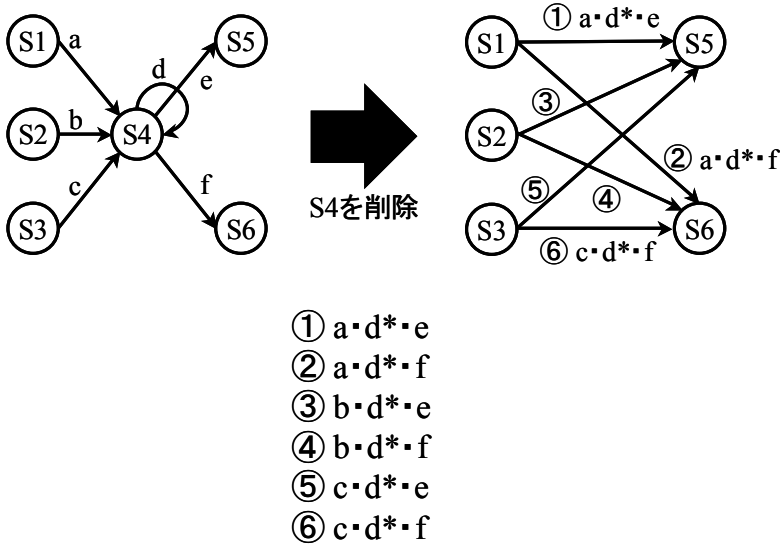 S1
a
S5
d
e
S2
b
S4
c
f
S3
S6
S4を削除
① a・d*・e
S1
S5
③
S2
② a・d*・f
⑤
④
S3
S6
⑥ c・d*・f
① a・d*・e
② a・d*・f
③ b・d*・e
④ b・d*・f
⑤ c・d*・e
⑥ c・d*・f